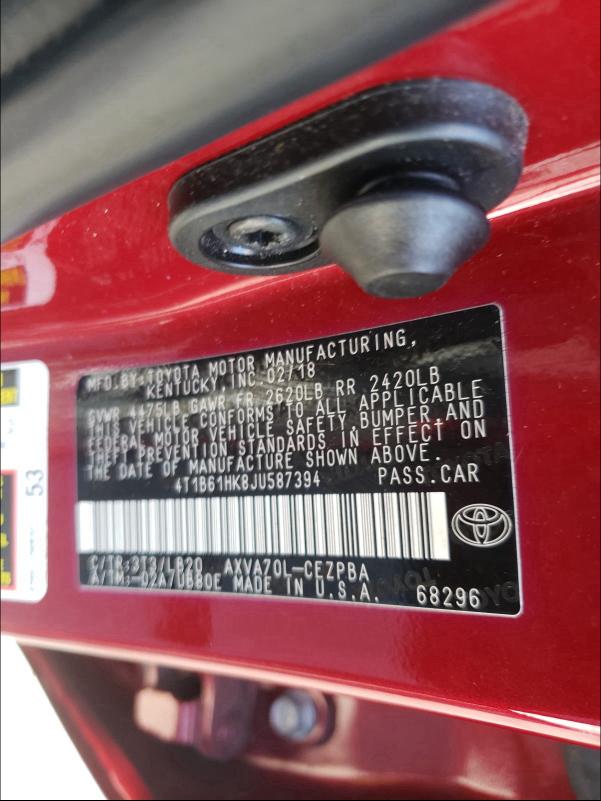 MFD.BY-TOYOTA MOTOR MANUFACTURING,
KENTUCKY, INC. 02/18
GVWR 4475LB GAWR FR 2620LB RR 2420LB
THIS VEHICLE CONFORMS TO ALL APPLICABLE
FEDERAL MOTOR VEHICLE SAFETY,BUMPER AND
THEFT PREVENTION STANDARDS IN EFFECT ON
THE DATE OF MANUFACTURE SHOWN ABOVE.
4T1B61HK8JU587394 PASS.CAR
C/TR:3T3/LB20 AXVA70L-CEZPBA
A/TM:-02A/UB80E MADE IN U.S.A. 68296
53